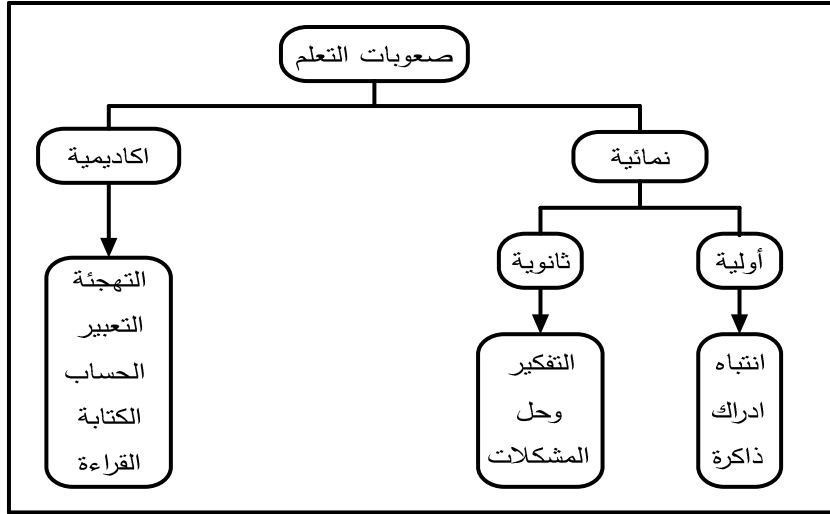 صعوبات التعلم
نمائية
اكاديمية
أولية
ثانوية
انتباه
ادراك
ذاكرة
التفكير
وحل
المشكلات
التهجئة
التعبير
الحساب
الكتابة
القراءة